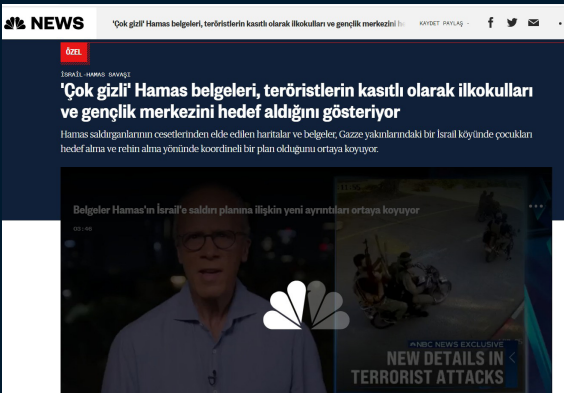 NEWS
'Çok gizli' Hamas belgeleri, teröristlerin kasıtlı olarak ilkokulları ve gençlik merkezini
KAYDET PAYLAŞ -
ÖZEL
İSRAİL-HAMAS SAVAŞI
'Çok gizli' Hamas belgeleri, teröristlerin kasıtlı olarak ilkokulları
ve gençlik merkezini hedef aldığını gösteriyor
Hamas saldırganlarının cesetlerinden elde edilen haritalar ve belgeler, Gazze yakınlarındaki bir İsrail köyünde çocukları
hedef alma ve rehin alma yönünde koordineli bir plan olduğunu ortaya koyuyor.
Belgeler Hamas'ın İsrail'e saldırı planına ilişkin yeni ayrıntıları ortaya koyuyor
NBC NEWS EXCLUSIVE
NEW DETAILS IN
TERRORIST ATTACKS